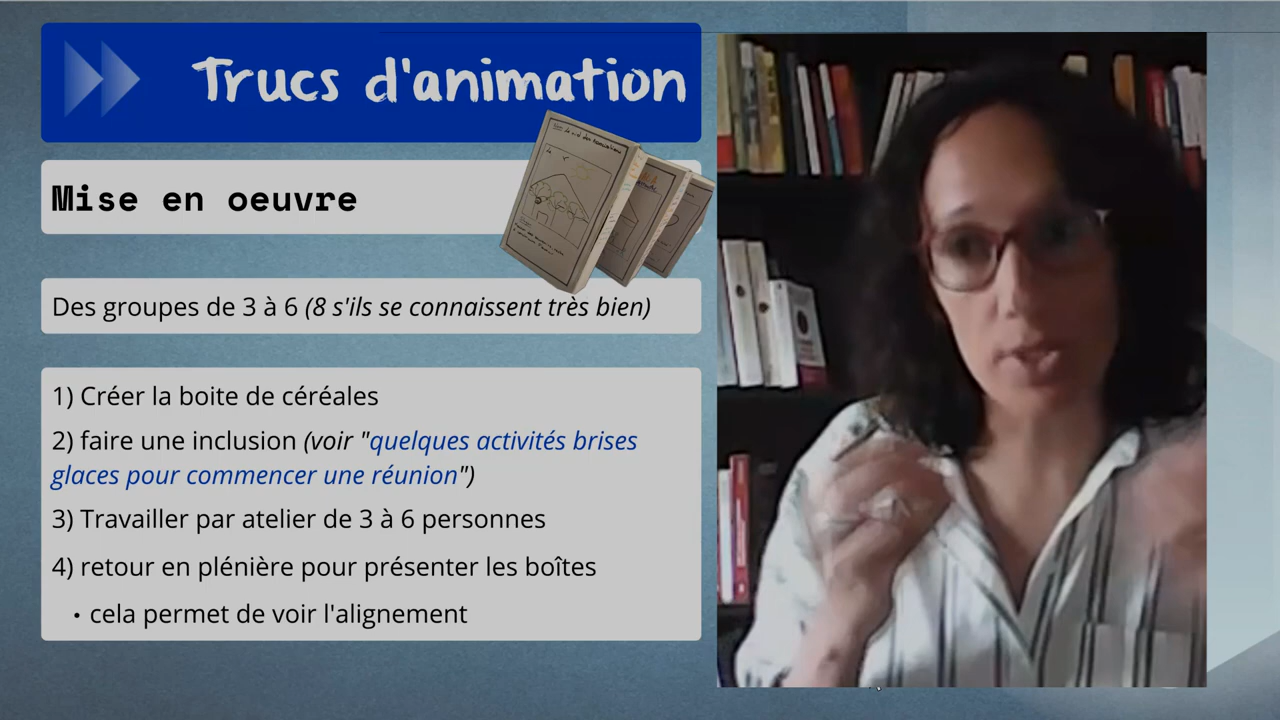 Trucs d'animation
Mise en oeuvre
Des groupes de 3 à 6 (8 s'ils se connaissent très bien)
1) Créer la boite de céréales
2) faire une inclusion (voir "quelques activités brises
glaces pour commencer une réunion")
3) Travailler par atelier de 3 à 6 personnes
4) retour en plénière pour présenter les boîtes
• cela permet de voir l'alignement